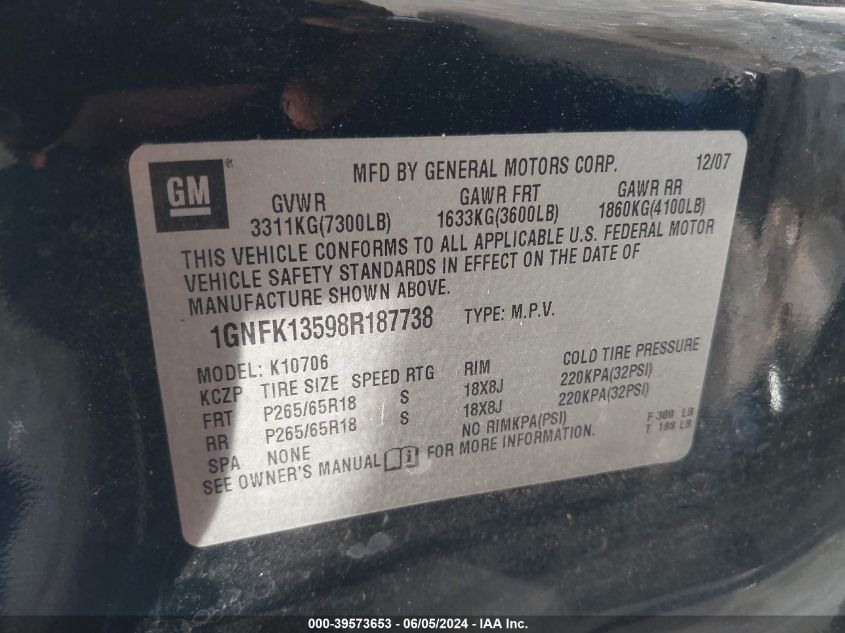 GM ® MFD BY GENERAL MOTORS CORP. 12/07
GVWR GAWR FRT GAWR RR
3311KG(7300LB) 1633KG(3600LB) 1860KG(4100LB)
THIS VEHICLE CONFORMS TO ALL APPLICABLE U.S. FEDERAL MOTOR
VEHICLE SAFETY STANDARDS IN EFFECT ON THE DATE OF
MANUFACTURE SHOWN ABOVE.
1GNFK13598R187738 TYPE: M.P.V.
MODEL: K10706
KCZP TIRE SIZE SPEED RTG RIM COLD TIRE PRESSURE
FRT P265/65R18 S 18X8J 220KPA(32PSI)
RR P265/65R18 S 18X8J 220KPA(32PSI)
SPA NONE NO RIMKPA(PSI)
SEE OWNER'S MANUAL i FOR MORE INFORMATION.
F LB
T LB
000-39573653 - 06/05/2024 - IAA Inc.